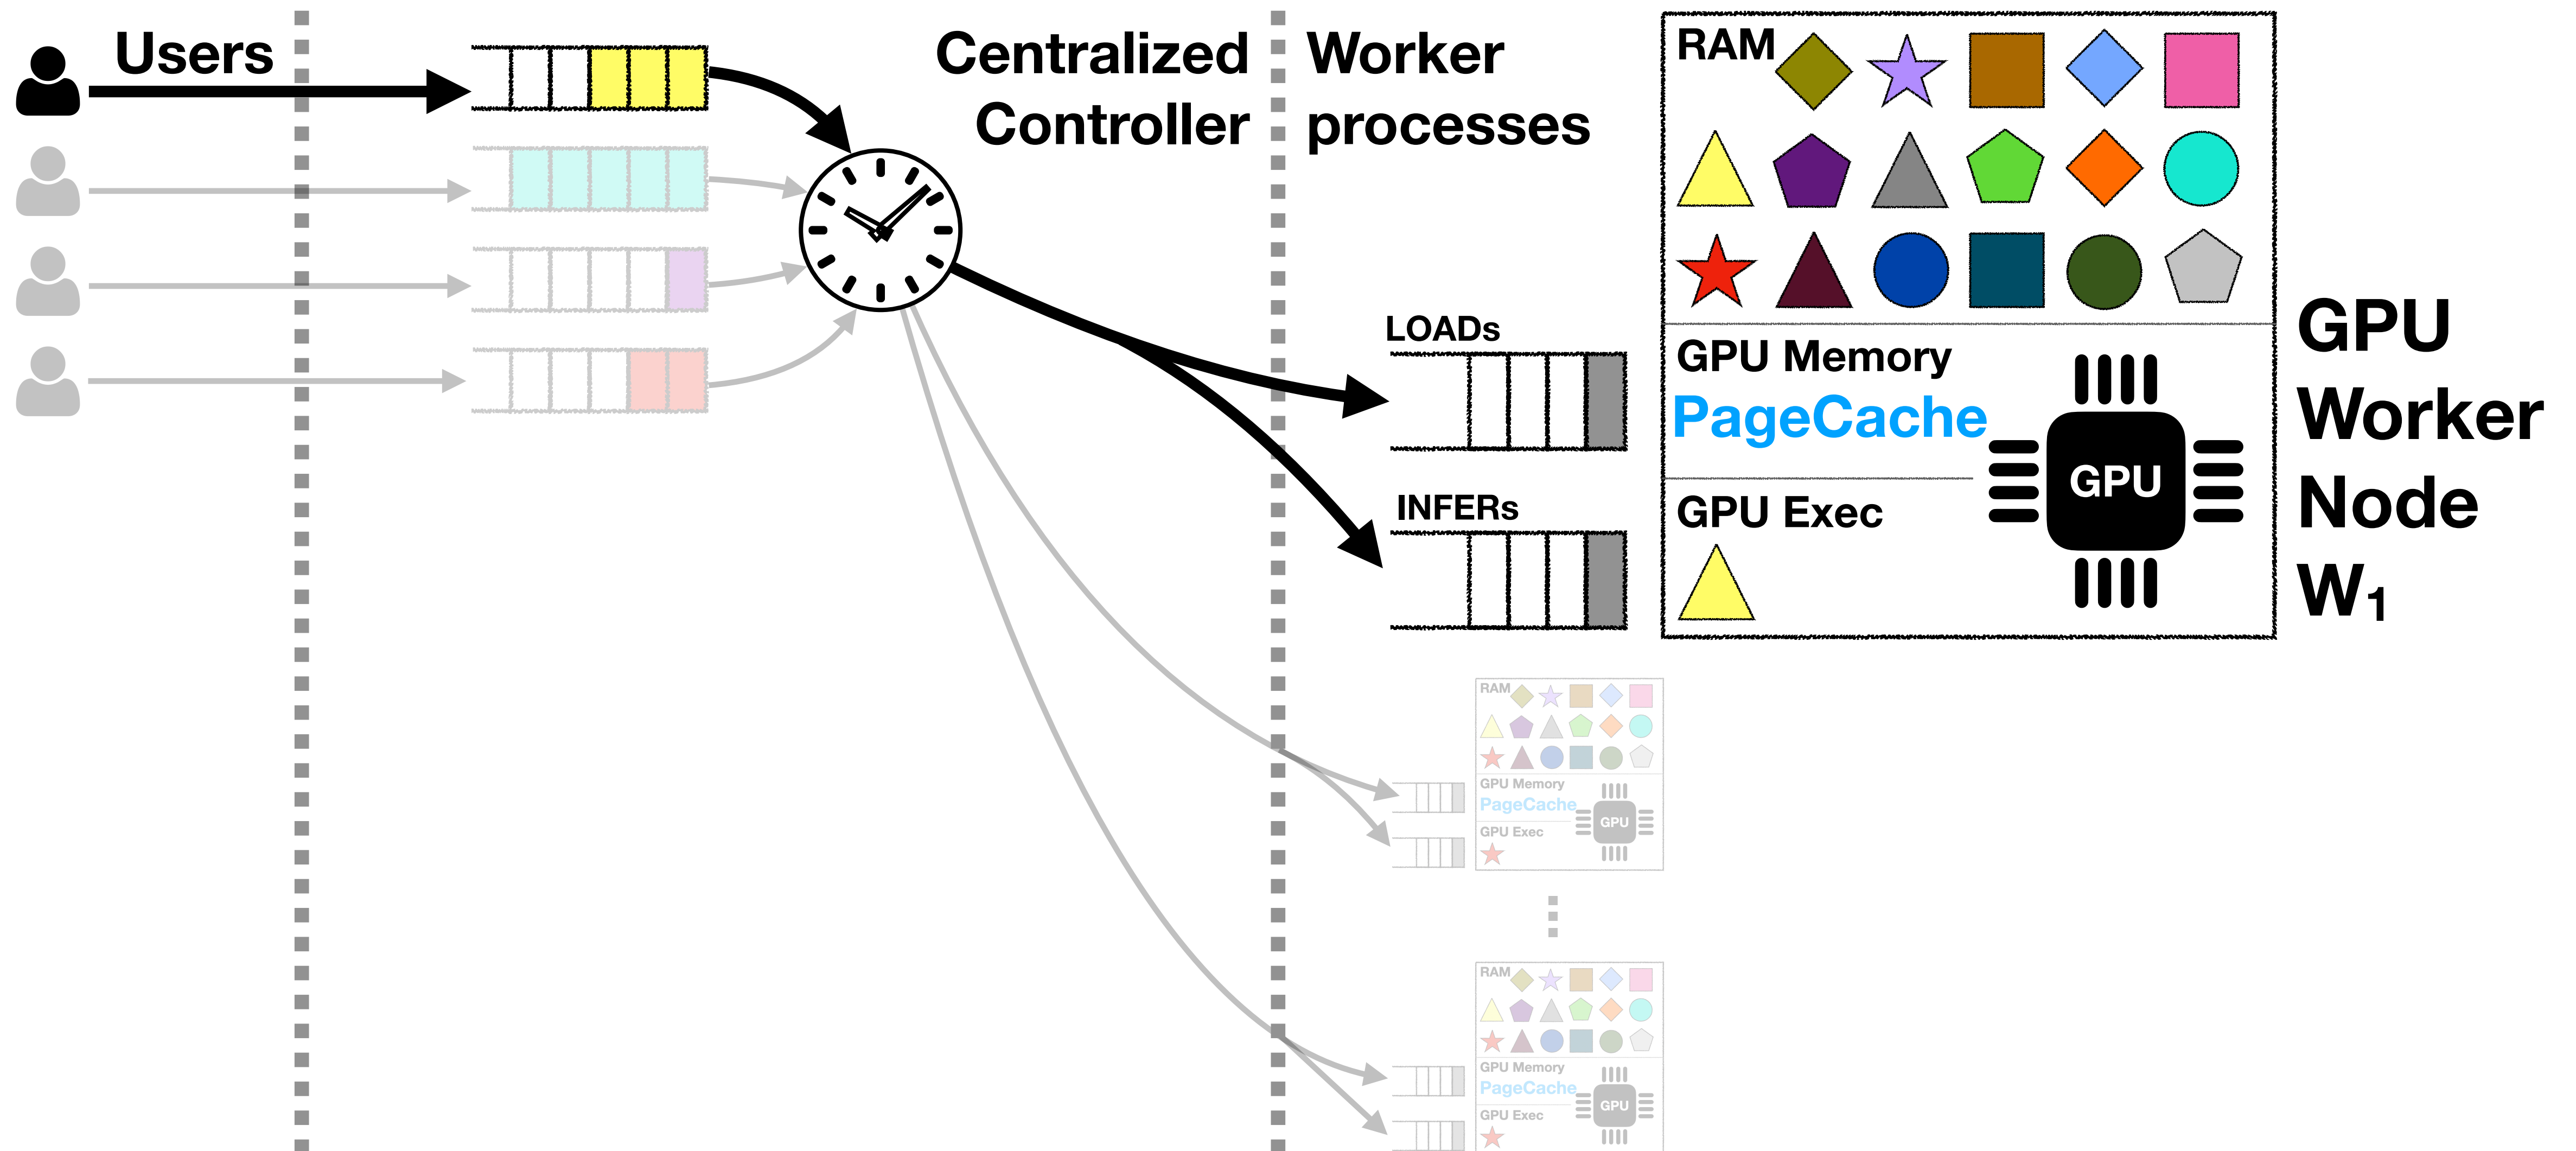 Users
Centralized
Controller
Worker
processes
RAM
LOADs
GPU Memory
PageCache
GPU
INFERs
GPU Exec
GPU
Worker
Node
W₁
RAM
GPU Memory
PageCache
GPU
GPU Exec
RAM
GPU Memory
PageCache
GPU
GPU Exec